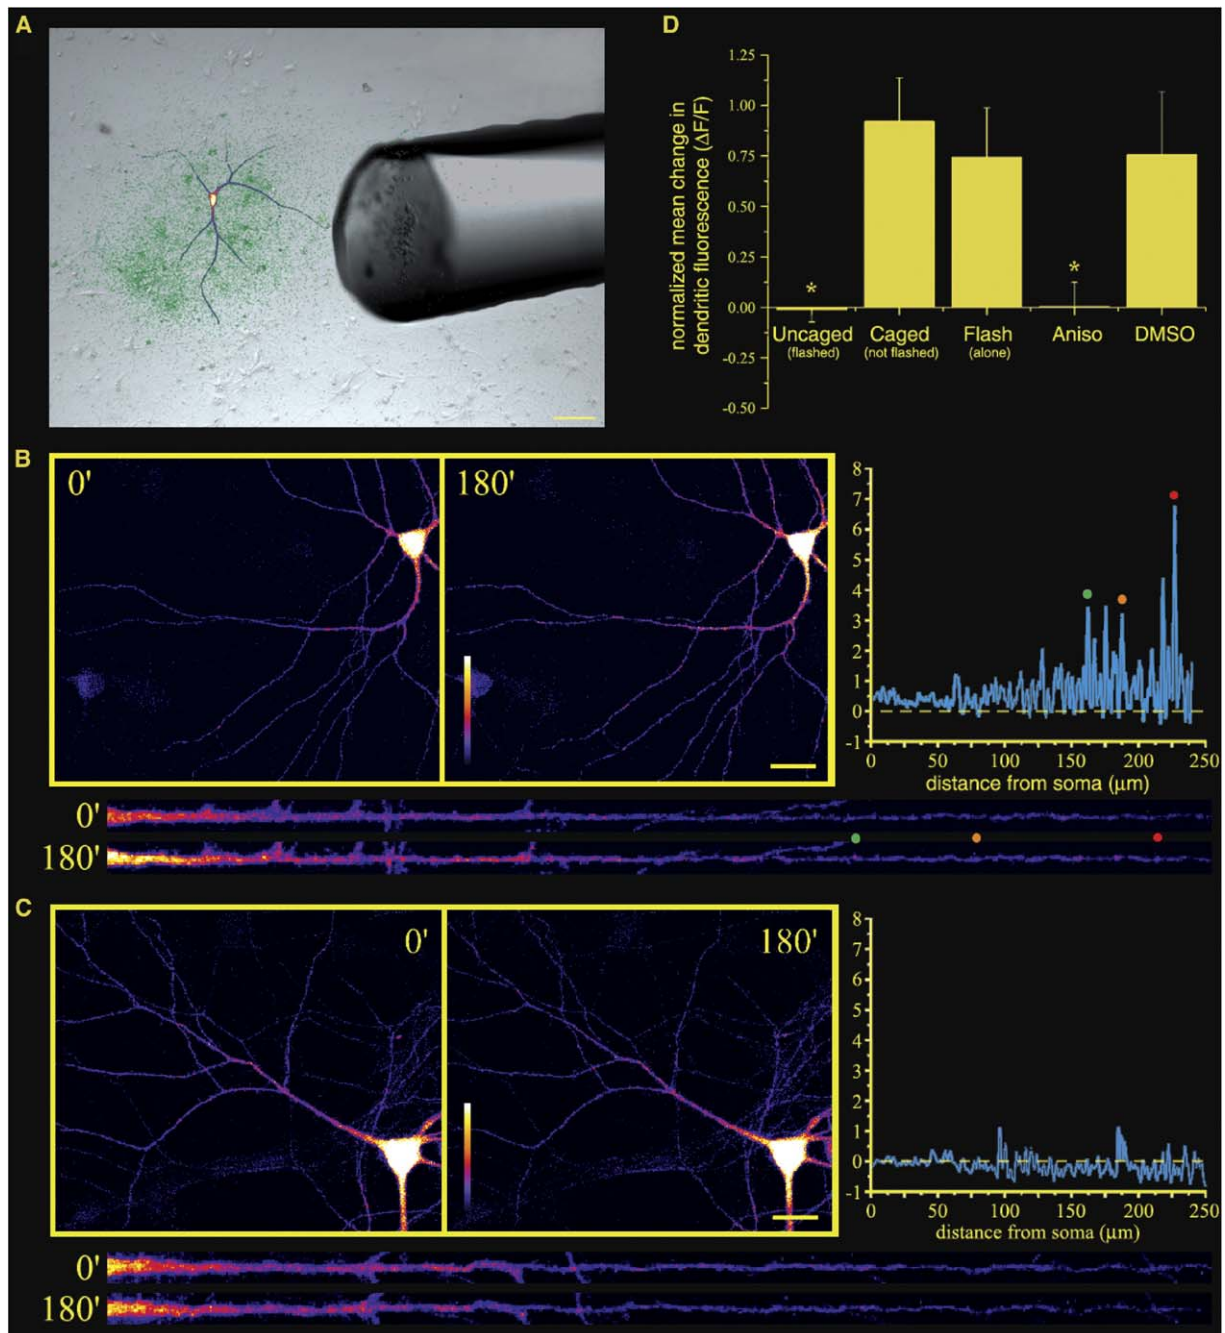 A
D
normalized mean change in
dendritic fluorescence (ΔF/F)
1.25
1.00
0.75
0.50
0.25
0.00
-0.25
-0.50
*
*
Uncaged
(flashed)
Caged
(not flashed)
Flash
(alone)
Aniso
DMSO
B
0'
180'
8
7
6
5
4
3
2
1
0
-1
0 50 100 150 200 250
distance from soma (μm)
0'
180'
C
0'
180'
8
7
6
5
4
3
2
1
0
-1
0 50 100 150 200 250
distance from soma (μm)
0'
180'